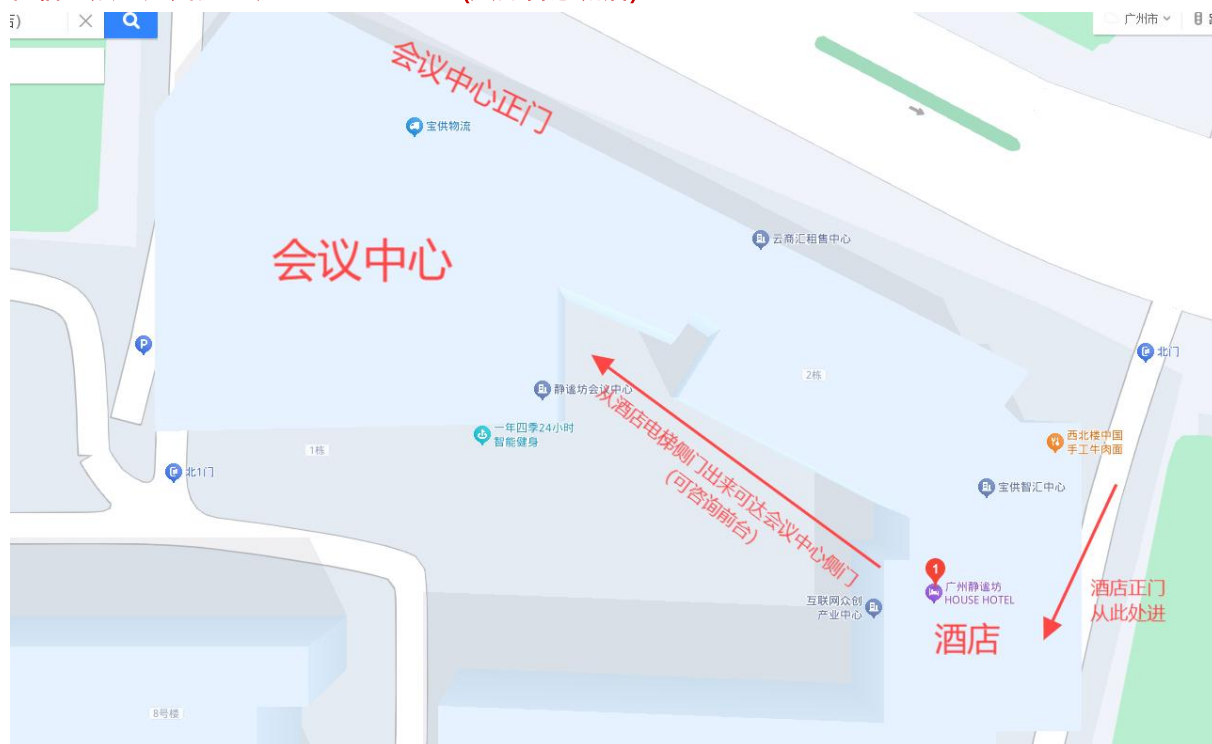 店)
广州市
会议中心正门
宝供物流
云商汇租售中心
会议中心
北门
P
2栋
静谧坊会议中心
一年四季24小时
智能健身
西北楼中国
手工牛肉面
1栋
北1门
从酒店电梯侧门出来可达会议中心侧门
(可咨询前台)
宝供智汇中心
1
广州静谧坊
HOUSE HOTEL
互联网众创
产业中心
酒店正门
从此处进
酒店
8号楼